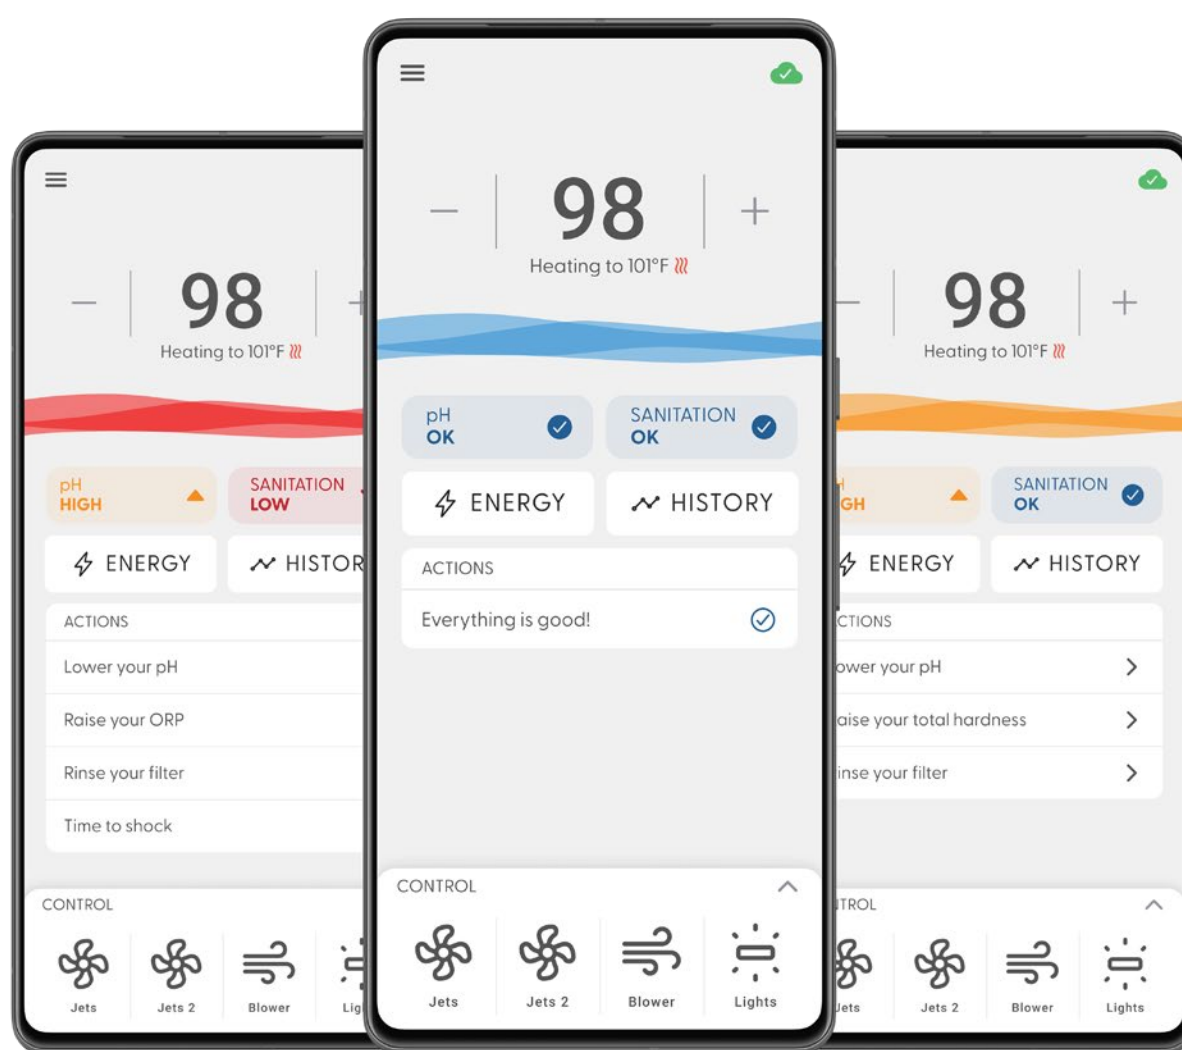 98
Heating to 101°F
pH
OK
SANITATION
OK
ENERGY
HISTORY
ACTIONS
Everything is good!
CONTROL
Jets
Jets 2
Blower
Lights
98
Heating to 101°F
pH
HIGH
SANITATION
LOW
ENERGY
HISTOR
ACTIONS
Lower your pH
Raise your ORP
Rinse your filter
Time to shock
CONTROL
Jets
Jets 2
Blower
Lig
98
Heating to 101°F
GH
SANITATION
OK
ENERGY
HISTORY
CTIONS
ower your pH
aise your total hardness
inse your filter
TROL
Jets
Jets 2
Blower
Lights